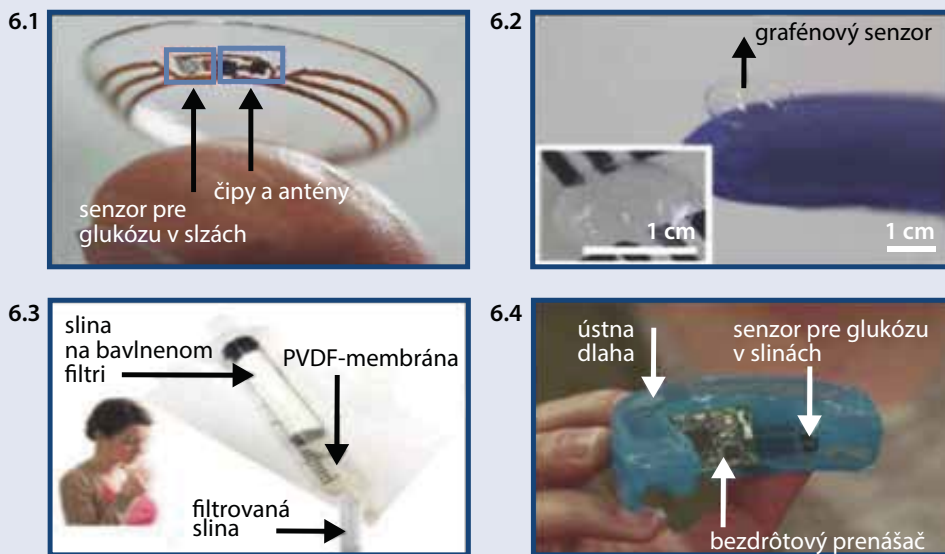 6.1
senzor pre
glukózu v slzách
čipy a antény
6.2
grafénový senzor
1 cm
1 cm
6.3
slina
na bavlnenom
filtri
PVDF-membrána
filtrovaná
slina
6.4
ústna
dlaha
senzor pre glukózu
v slinách
bezdrôtový prenášač